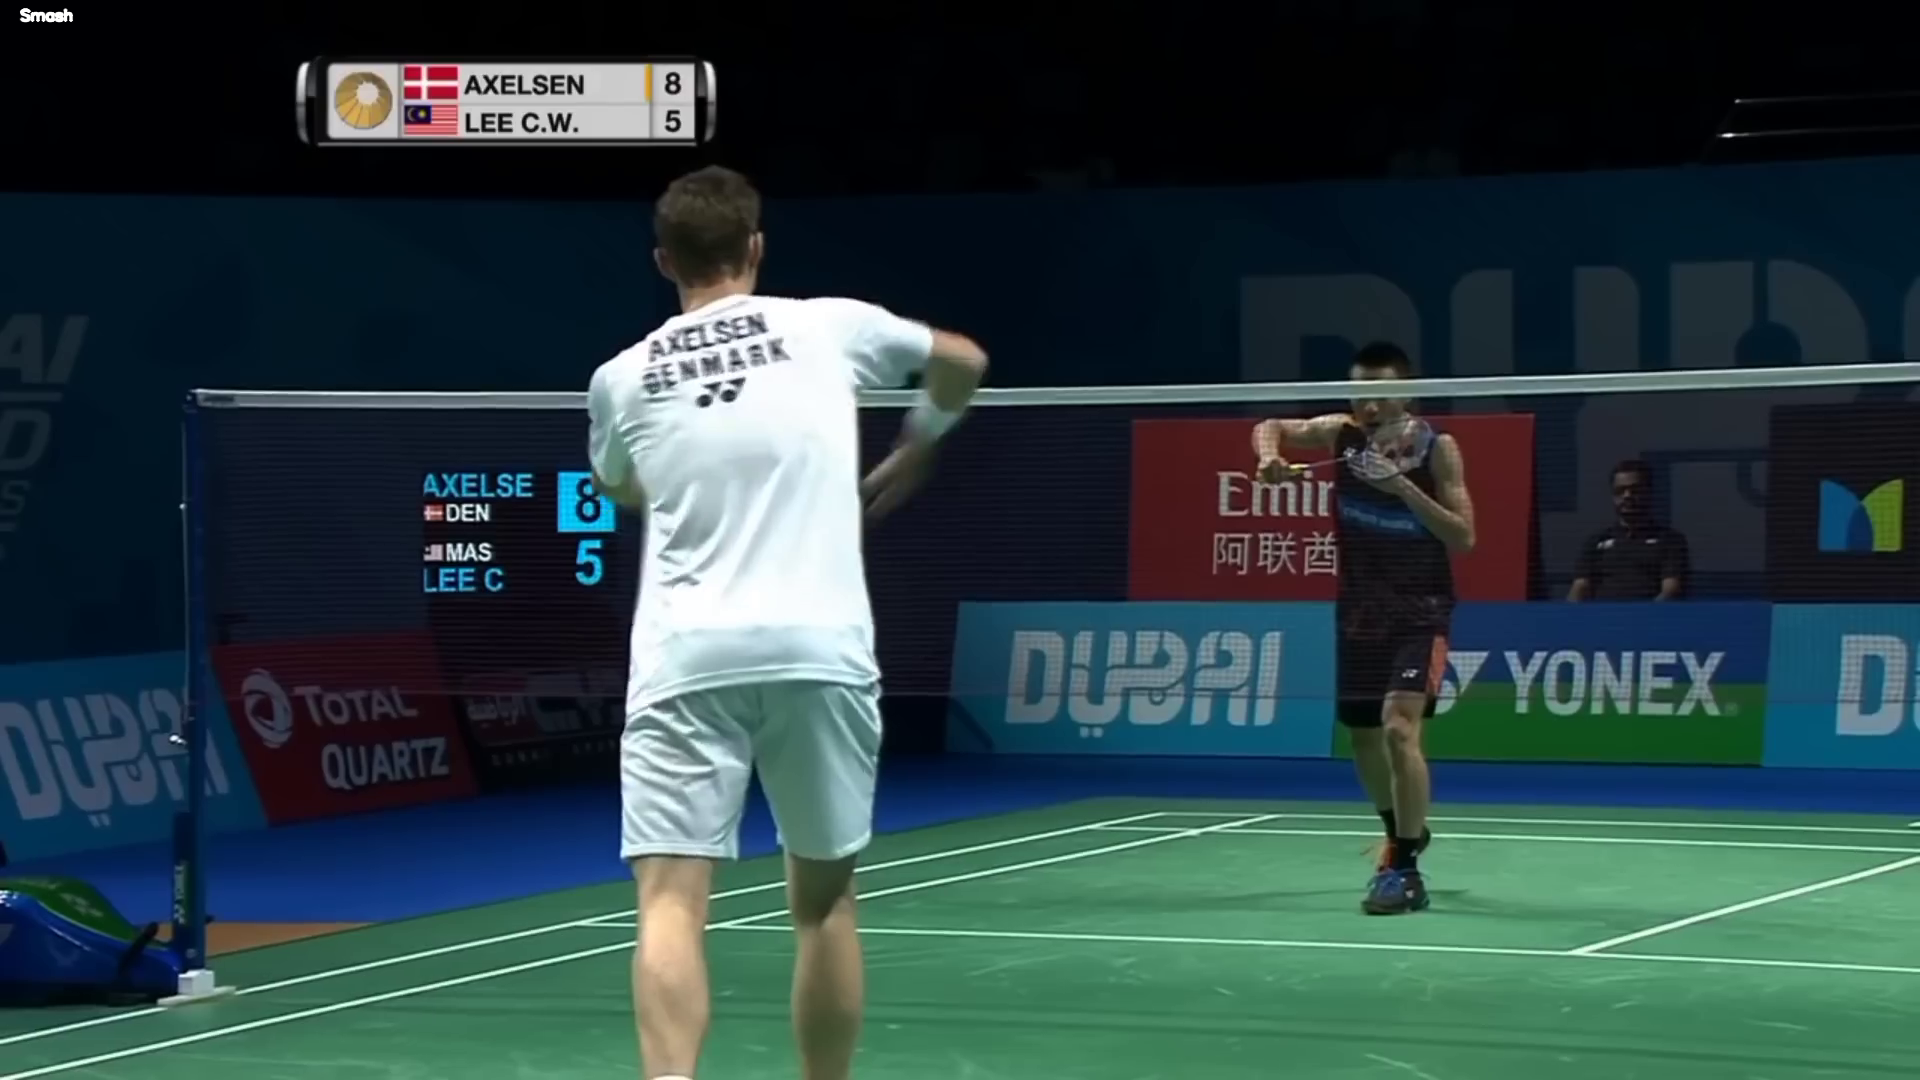 Smash
AXELSEN 8
LEE C.W. 5
AXELSEN
DENMARK
AXELSE 8
DEN
MAS 5
LEE C
Emir
阿联酋
DUBAI
TOTAL
QUARTZ
DUBAI
YONEX